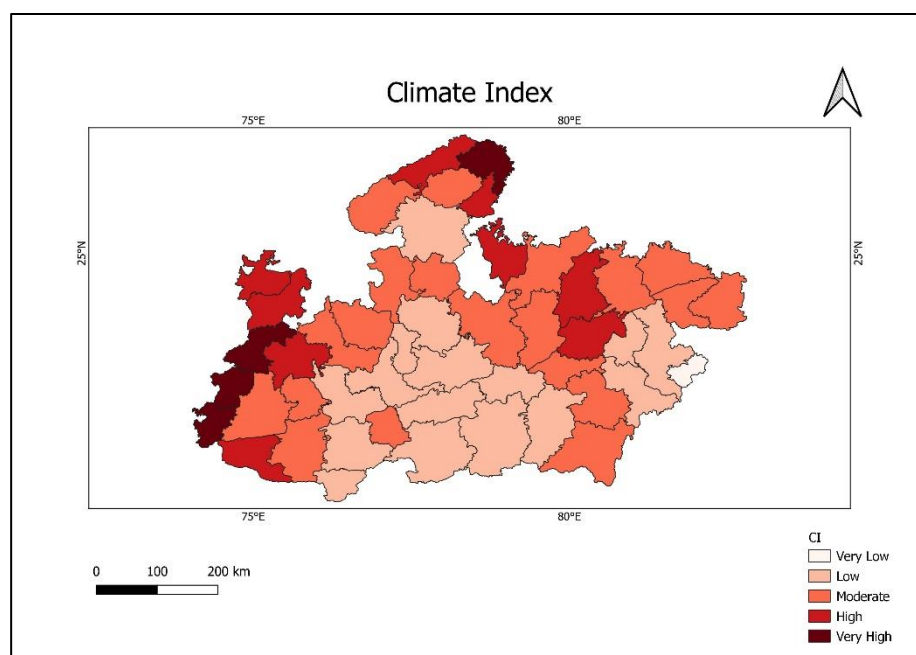 Climate Index
75°E 80°E
25°N 25°N
75°E 80°E
0 100 200 km
CI
Very Low
Low
Moderate
High
Very High